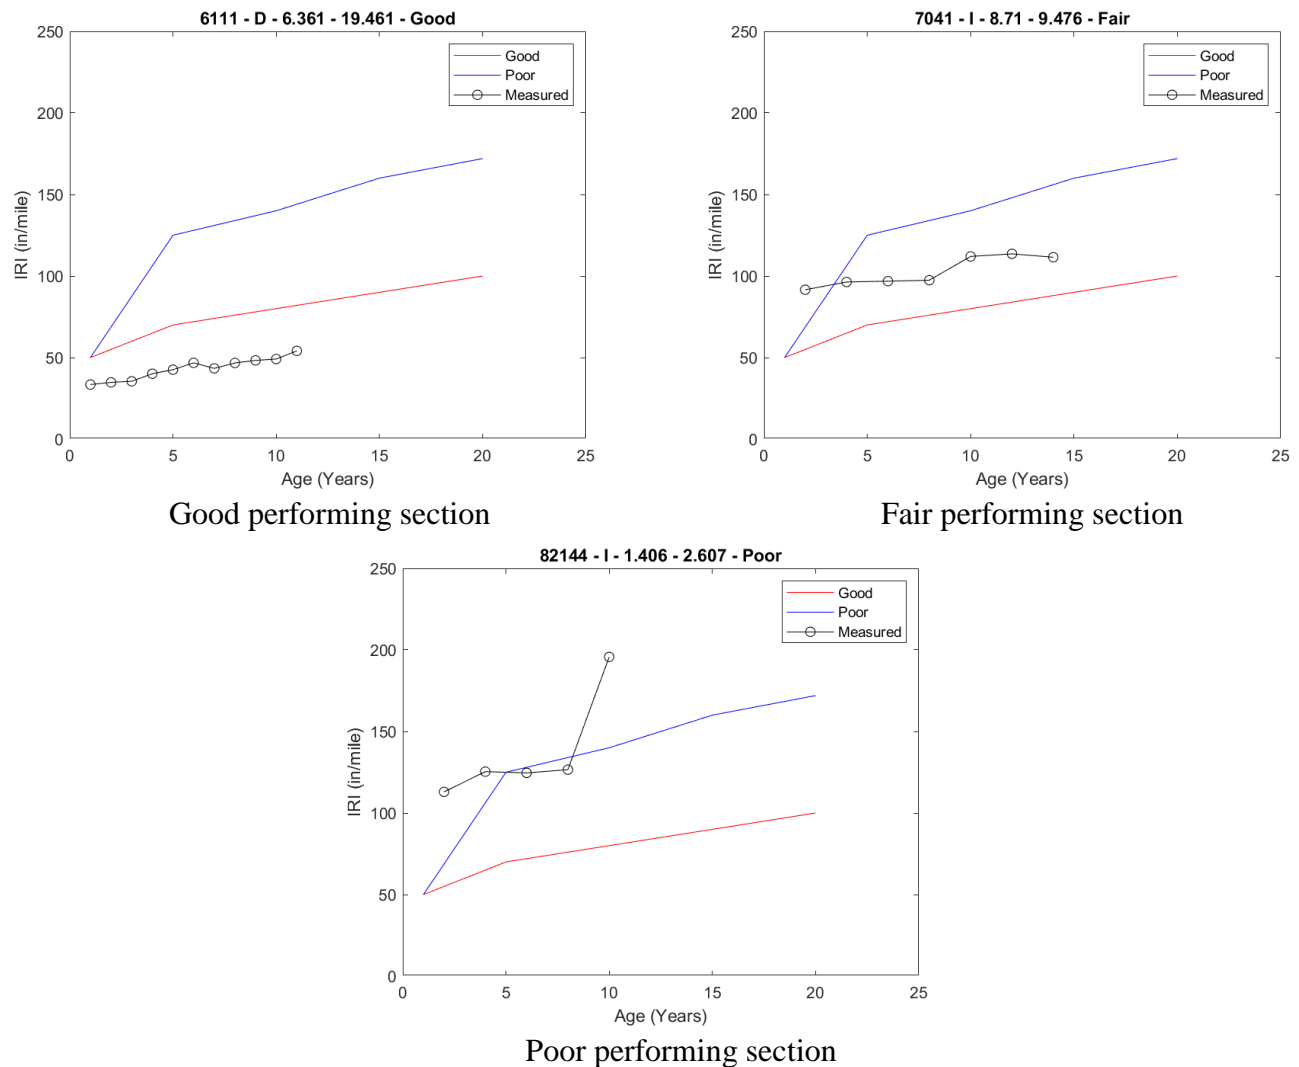 6111 - D - 6.361 - 19.461 - Good
250
200
150
100
50
0
IRI (in/mile)
0 5 10 15 20 25
Age (Years)
Good
Poor
Measured
Good performing section
7041 - I - 8.71 - 9.476 - Fair
250
200
150
100
50
0
IRI (in/mile)
0 5 10 15 20 25
Age (Years)
Good
Poor
Measured
Fair performing section
82144 - I - 1.406 - 2.607 - Poor
250
200
150
100
50
0
IRI (in/mile)
0 5 10 15 20 25
Age (Years)
Good
Poor
Measured
Poor performing section